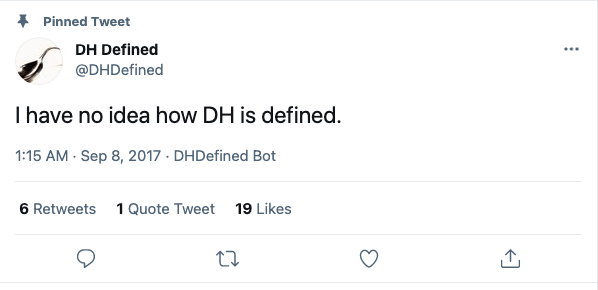 Pinned Tweet
DH Defined
@DHDefined
I have no idea how DH is defined.
1:15 AM · Sep 8, 2017 · DHDefined Bot
6 Retweets 1 Quote Tweet 19 Likes